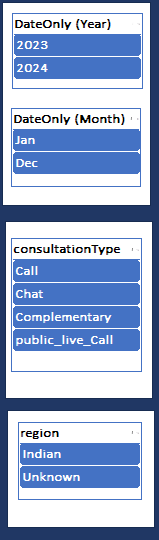 DateOnly (Year)
2023
2024
DateOnly (Month)
Jan
Dec
consultationType
Call
Chat
Complementary
public_live_Call
region
Indian
Unknown